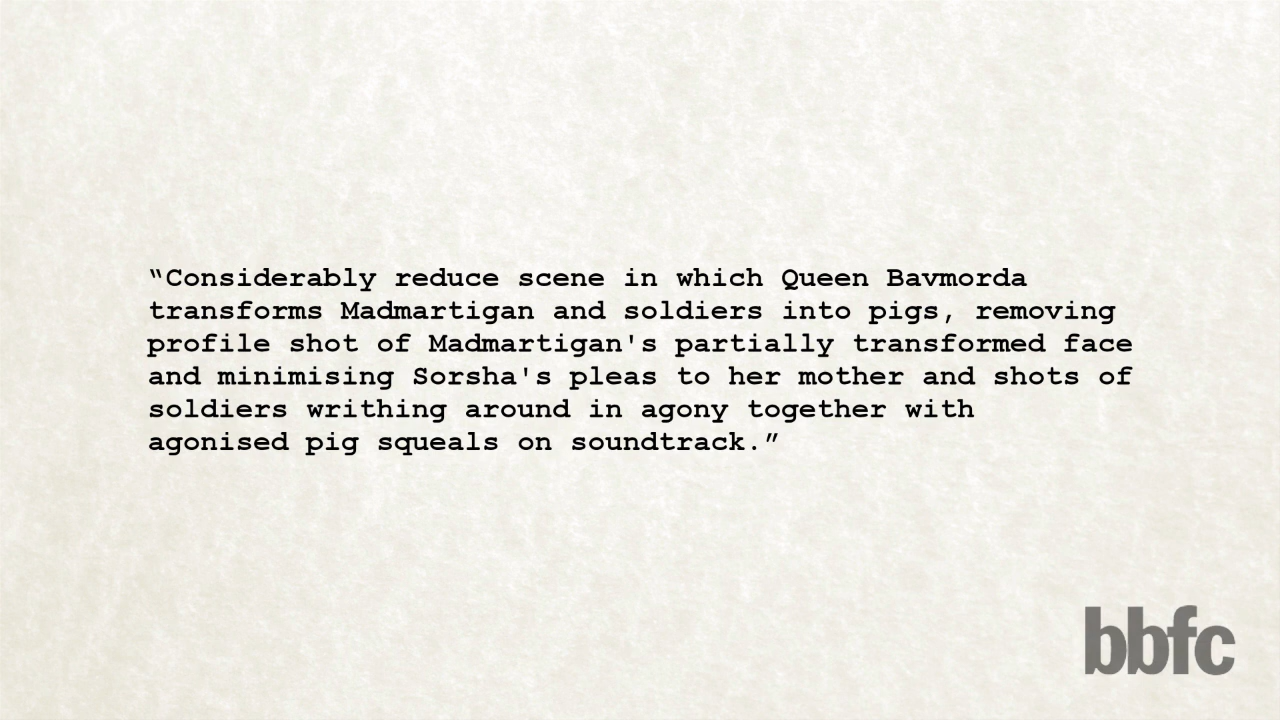 “Considerably reduce scene in which Queen Bavmorda
transforms Madmartigan and soldiers into pigs, removing
profile shot of Madmartigan's partially transformed face
and minimising Sorsha's pleas to her mother and shots of
soldiers writhing around in agony together with
agonised pig squeals on soundtrack.”
bbfc